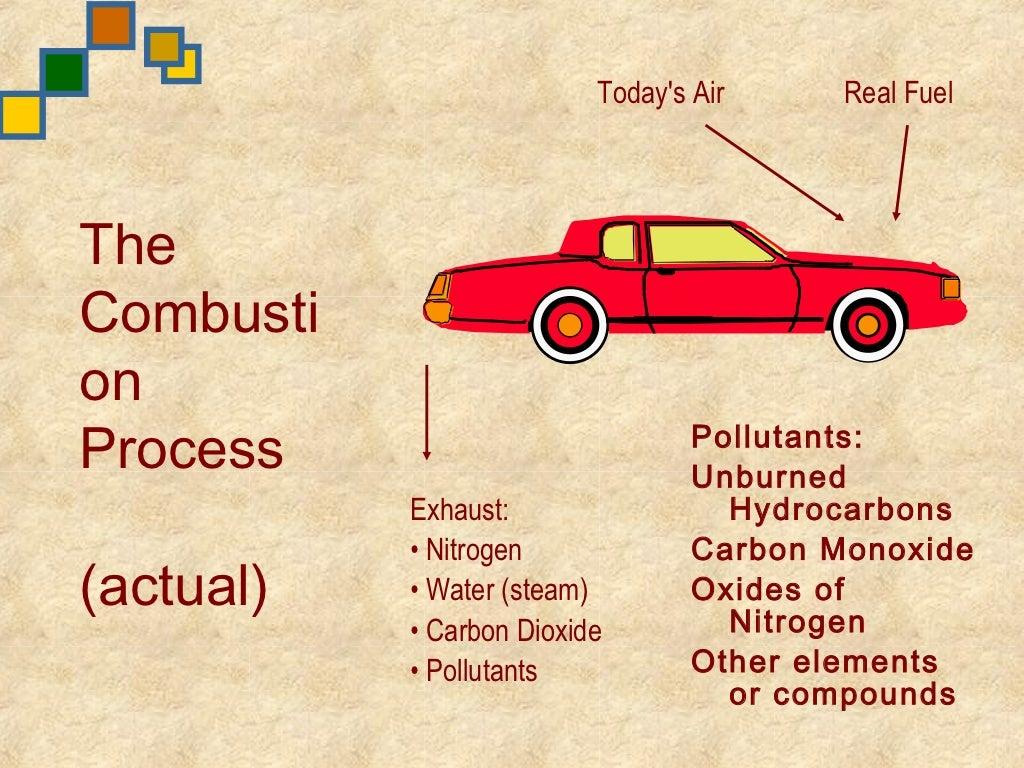 Today's Air
Real Fuel
The
Combusti
on
Process
(actual)
Exhaust:
• Nitrogen
• Water (steam)
• Carbon Dioxide
• Pollutants
Pollutants:
Unburned
Hydrocarbons
Carbon Monoxide
Oxides of
Nitrogen
Other elements
or compounds